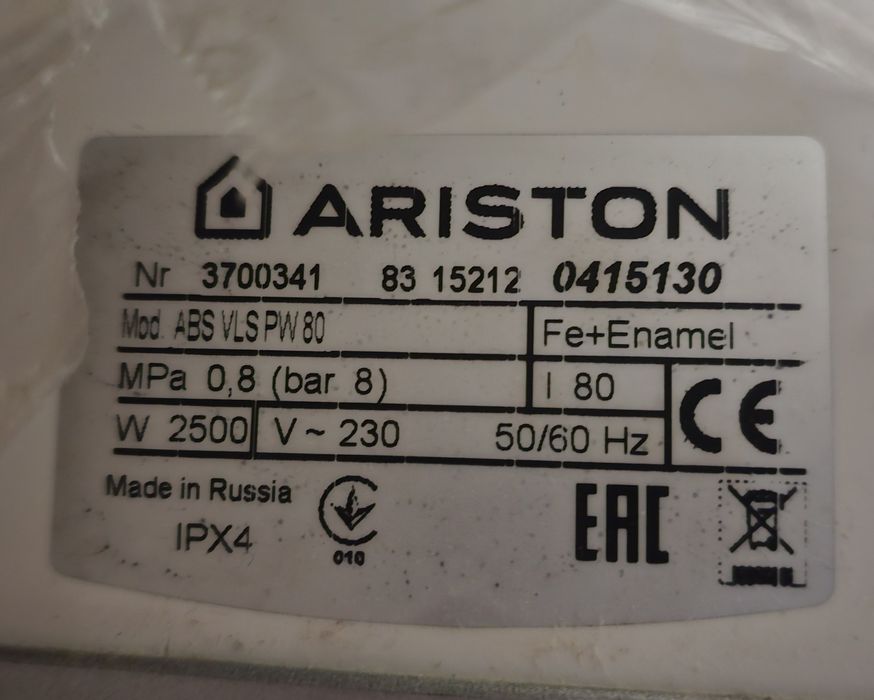 ARISTON
Nr 3700341 83 15212 0415130
Mod. ABS VLS PW 80 Fe+Enamel
MPa 0,8 (bar 8) l 80
W 2500 V ~ 230 50/60 Hz
CE
Made in Russia
IPX4
010
EAC